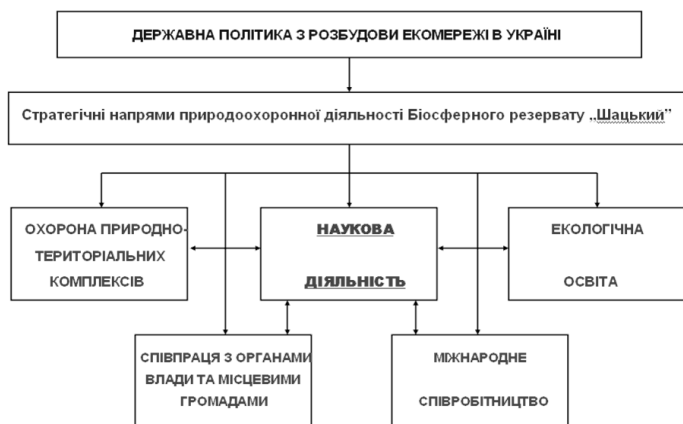 ДЕРЖАВНА ПОЛІТИКА З РОЗБУДОВИ ЕКОМЕРЕЖІ В УКРАЇНІ
Стратегічні напрями природоохоронної діяльності Біосферного резервату „Шацький”
ОХОРОНА ПРИРОДНО-
ТЕРИТОРІАЛЬНИХ
КОМПЛЕКСІВ
НАУКОВА
ДІЯЛЬНІСТЬ
ЕКОЛОГІЧНА
ОСВІТА
СПІВПРАЦЯ З ОРГАНАМИ
ВЛАДИ ТА МІСЦЕВИМИ
ГРОМАДАМИ
МІЖНАРОДНЕ
СПІВРОБІТНИЦТВО